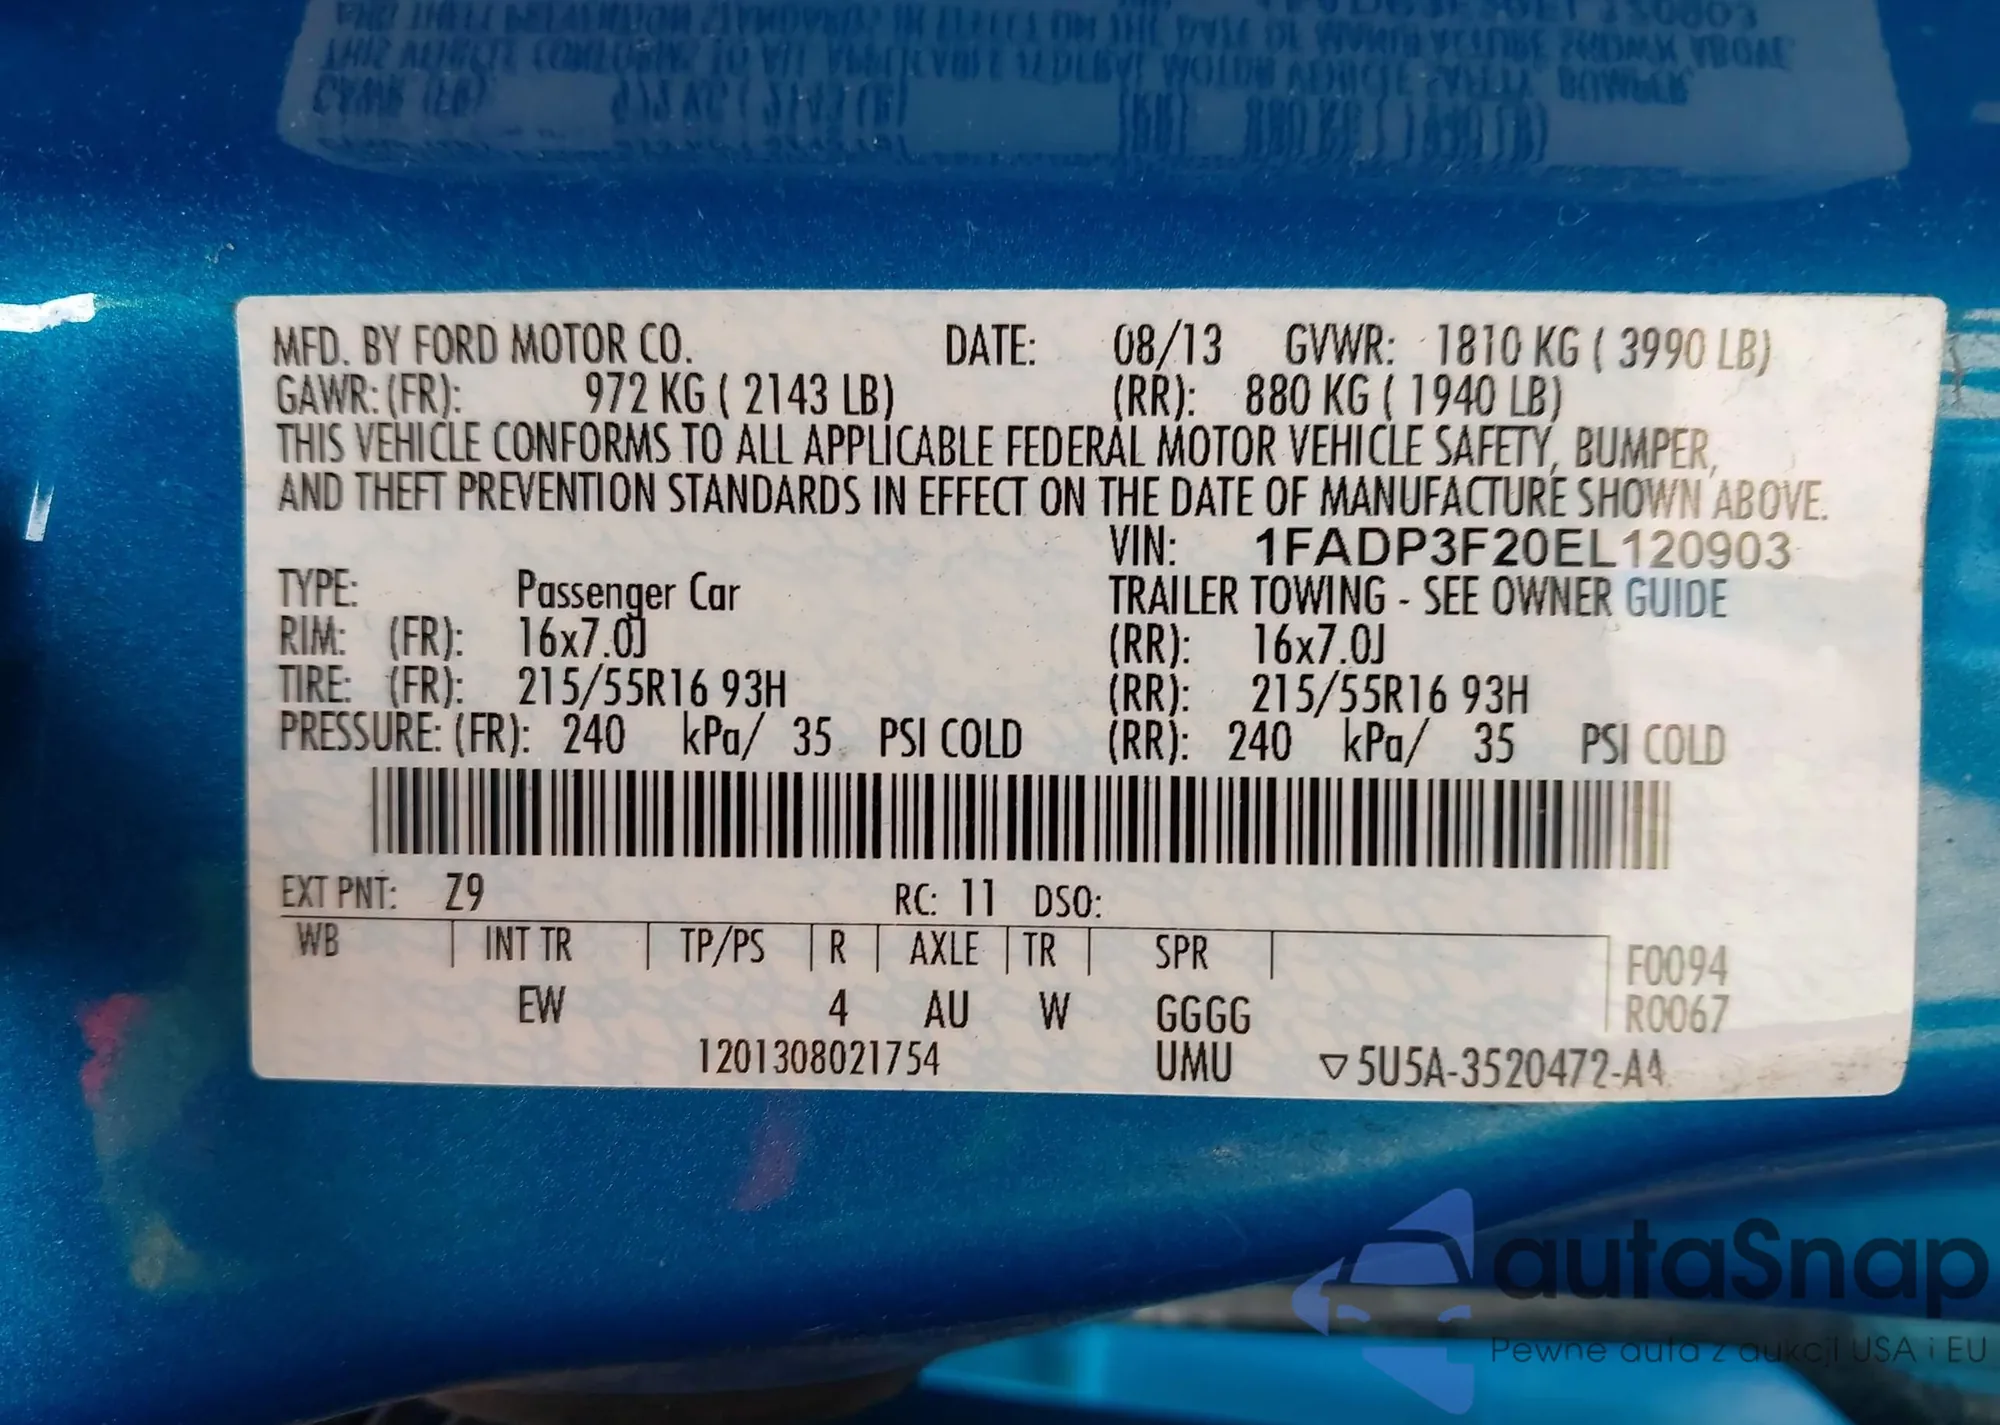 MFD. BY FORD MOTOR CO. DATE: 08/13 GVWR: 1810 KG ( 3990 LB)
GAWR: (FR): 972 KG ( 2143 LB) (RR): 880 KG ( 1940 LB)
THIS VEHICLE CONFORMS TO ALL APPLICABLE FEDERAL MOTOR VEHICLE SAFETY, BUMPER,
AND THEFT PREVENTION STANDARDS IN EFFECT ON THE DATE OF MANUFACTURE SHOWN ABOVE.
VIN: 1FADP3F20EL120903
TYPE: Passenger Car TRAILER TOWING - SEE OWNER GUIDE
RIM: (FR): 16x7.0J (RR): 16x7.0J
TIRE: (FR): 215/55R16 93H (RR): 215/55R16 93H
PRESSURE: (FR): 240 kPa/ 35 PSI COLD (RR): 240 kPa/ 35 PSI COLD
EXT PNT: Z9 RC: 11 DSO:
WB INT TR TP/PS R AXLE TR SPR F0094
EW 4 AU W GGGG R0067
1201308021754 UMU ▽5U5A-3520472-AA
autaSnap
Pewne auta z aukcji USA i EU